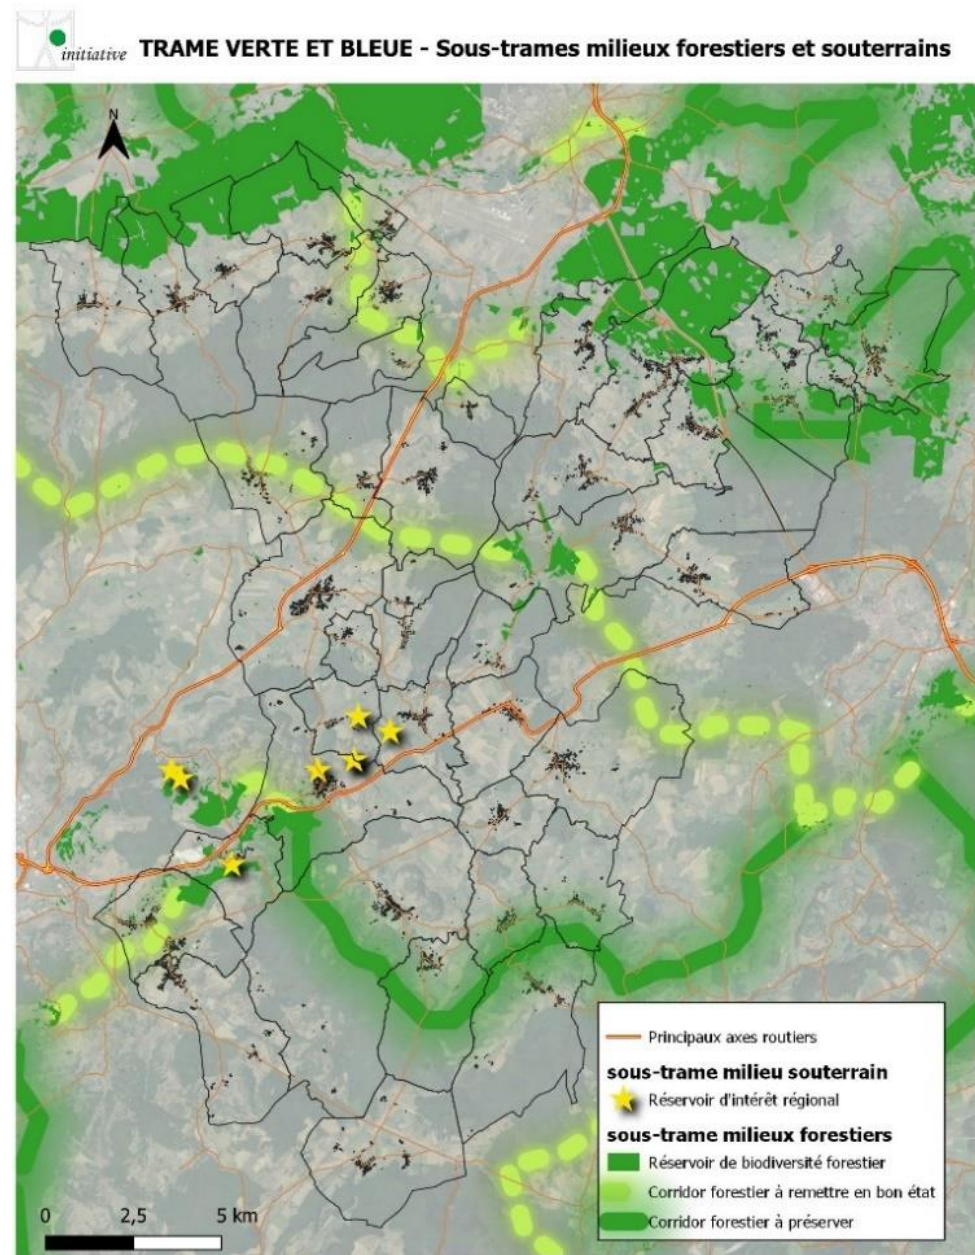 initiative
TRAME VERTE ET BLEUE - Sous-trames milieux forestiers et souterrains
N
Principaux axes routiers
sous-trame milieu souterrain
Réservoir d'intérêt régional
sous-trame milieux forestiers
Réservoir de biodiversité forestier
Corridor forestier à remettre en bon état
Corridor forestier à préserver
0 2,5 5 km